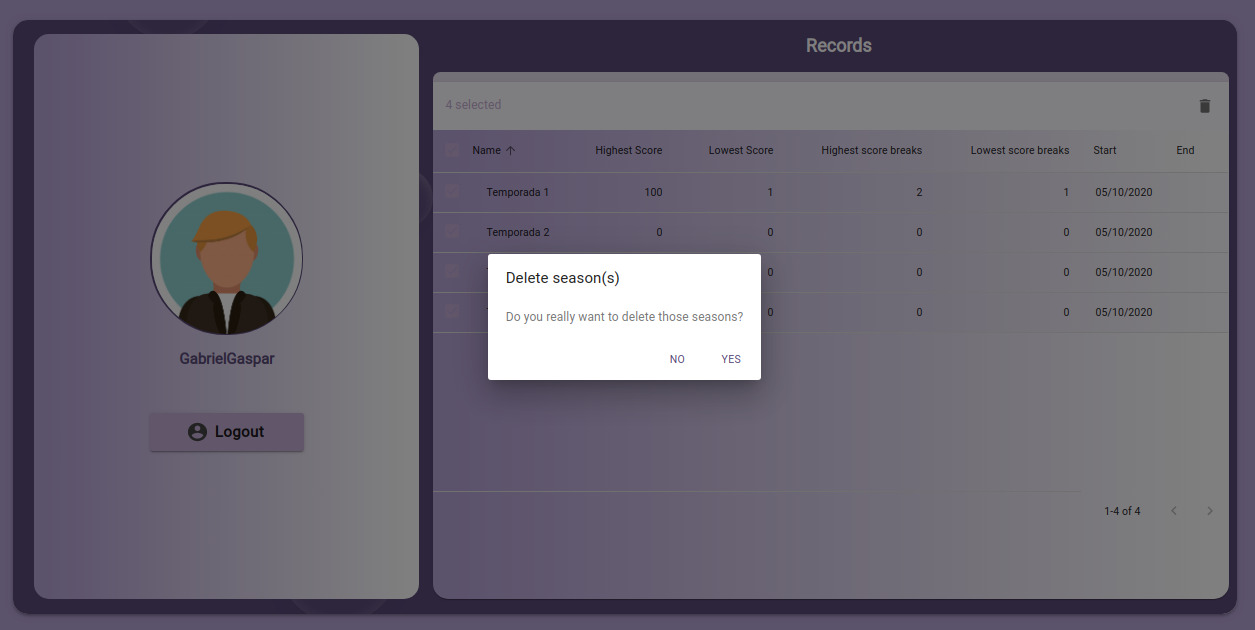 Records
4 selected
Name Highest Score Lowest Score Highest score breaks Lowest score breaks Start End
Temporada 1 100 1 2 1 05/10/2020
Temporada 2 0 0 0 0 05/10/2020
0 0 0 05/10/2020
0 0 0 05/10/2020
Delete season(s)
Do you really want to delete those seasons?
NO YES
GabrielGaspar
Logout
1-4 of 4